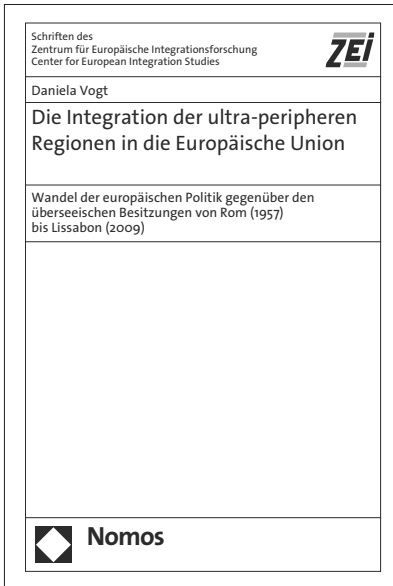 Schriften des
Zentrum für Europäische Integrationsforschung
Center for European Integration Studies
ZEi
Daniela Vogt
Die Integration der ultra-peripheren
Regionen in die Europäische Union
Wandel der europäischen Politik gegenüber den
überseeischen Besitzungen von Rom (1957)
bis Lissabon (2009)
Nomos